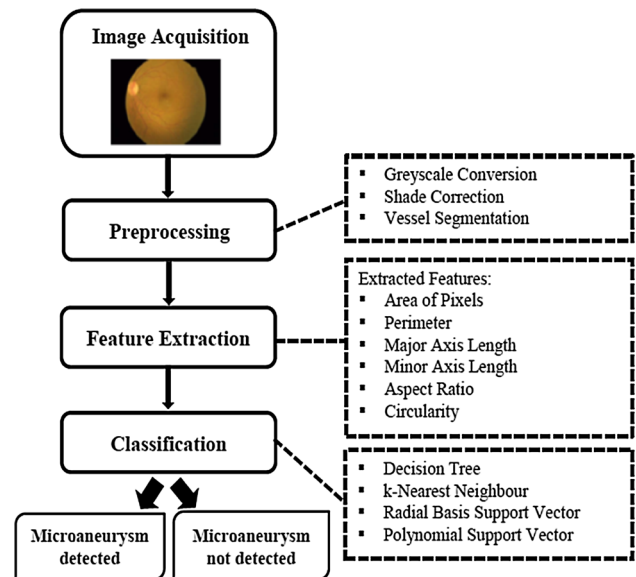 Image Acquisition
Greyscale Conversion
Shade Correction
Vessel Segmentation
Preprocessing
Extracted Features:
Area of Pixels
Perimeter
Major Axis Length
Minor Axis Length
Aspect Ratio
Circularity
Feature Extraction
Classification
Decision Tree
k-Nearest Neighbour
Radial Basis Support Vector
Polynomial Support Vector
Microaneurysm
detected
Microaneurysm
not detected